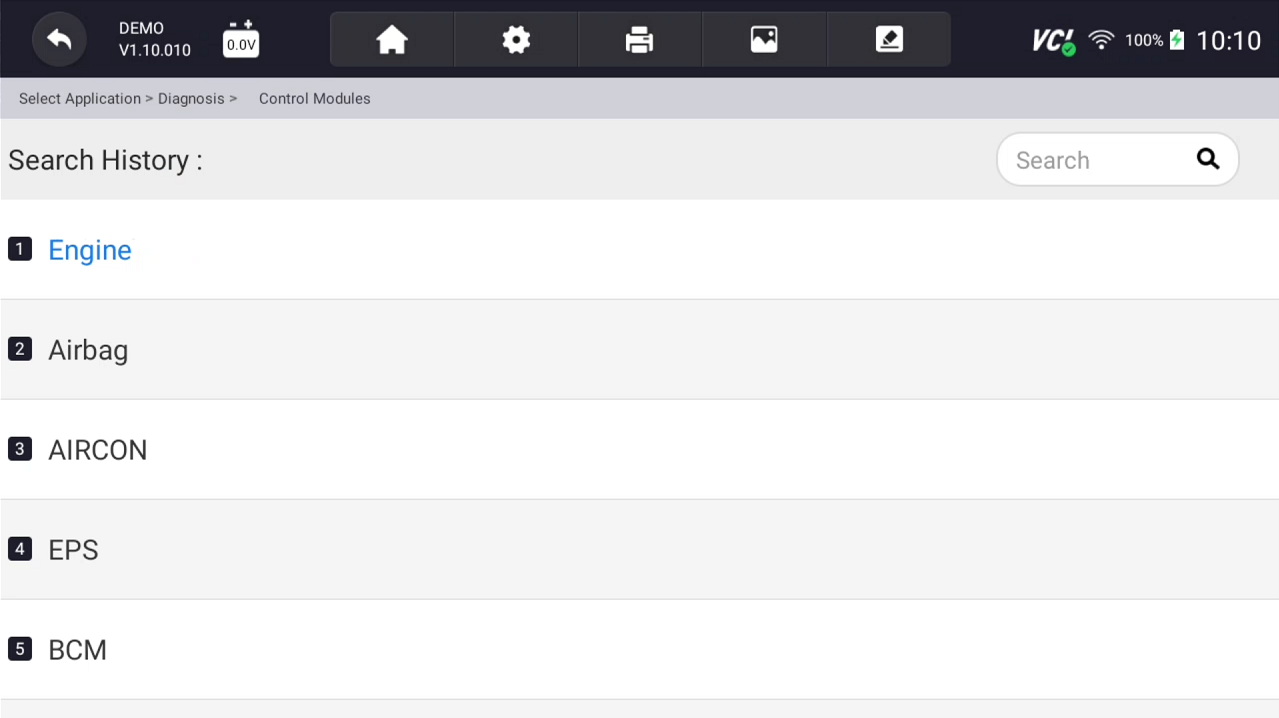 DEMO
V1.10.010
0.0V
VCI
100%
10:10
Select Application > Diagnosis > Control Modules
Search History :
Search
1 Engine
2 Airbag
3 AIRCON
4 EPS
5 BCM